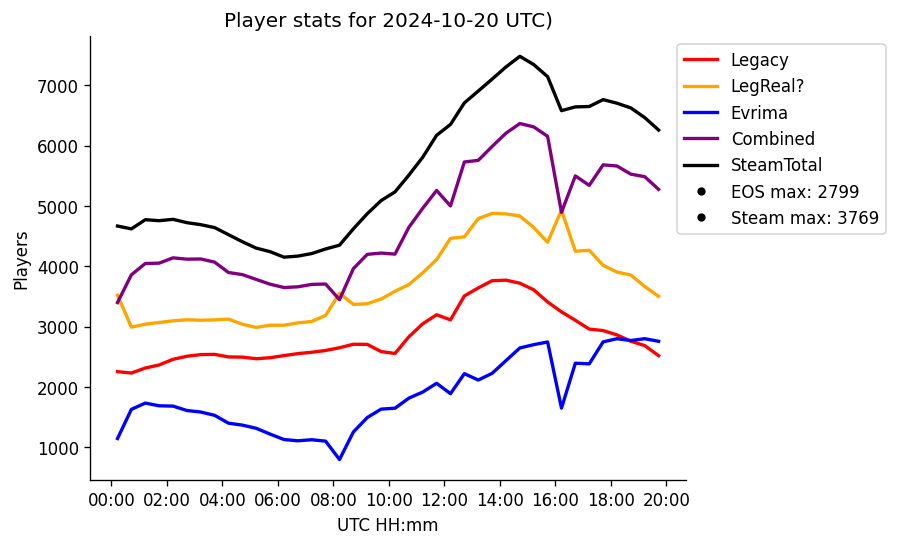 Player stats for 2024-10-20 UTC)
Players
7000
6000
5000
4000
3000
2000
1000
00:00 02:00 04:00 06:00 08:00 10:00 12:00 14:00 16:00 18:00 20:00
UTC HH:mm
Legacy
LegReal?
Evrima
Combined
SteamTotal
EOS max: 2799
Steam max: 3769